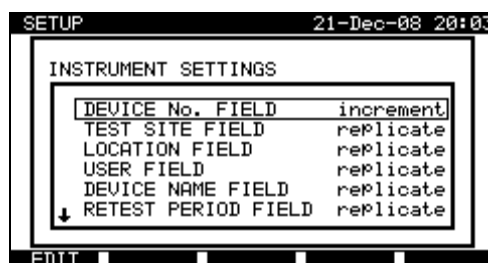 SETUP 21-Dec-08 20:03
INSTRUMENT SETTINGS
DEVICE No. FIELD increment
TEST SITE FIELD replicate
LOCATION FIELD replicate
USER FIELD replicate
DEVICE NAME FIELD replicate
RETEST PERIOD FIELD replicate
EDIT